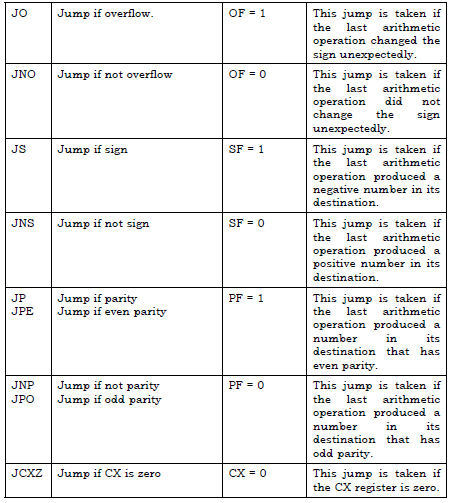 JO Jump if overflow. OF = 1 This jump is taken if
the last arithmetic
operation changed the
sign unexpectedly.
JNO Jump if not overflow OF = 0 This jump is taken if
the last arithmetic
operation did not
change the sign
unexpectedly.
JS Jump if sign SF = 1 This jump is taken if
the last arithmetic
operation produced a
negative number in its
destination.
JNS Jump if not sign SF = 0 This jump is taken if
the last arithmetic
operation produced a
positive number in its
destination.
JP Jump if parity PF = 1 This jump is taken if
JPE Jump if even parity the last arithmetic
operation produced a
number in its
destination that has
even parity.
JNP Jump if not parity PF = 0 This jump is taken if
JPO Jump if odd parity the last arithmetic
operation produced a
number in its
destination that has
odd parity.
JCXZ Jump if CX is zero CX = 0 This jump is taken if
the CX register is zero.